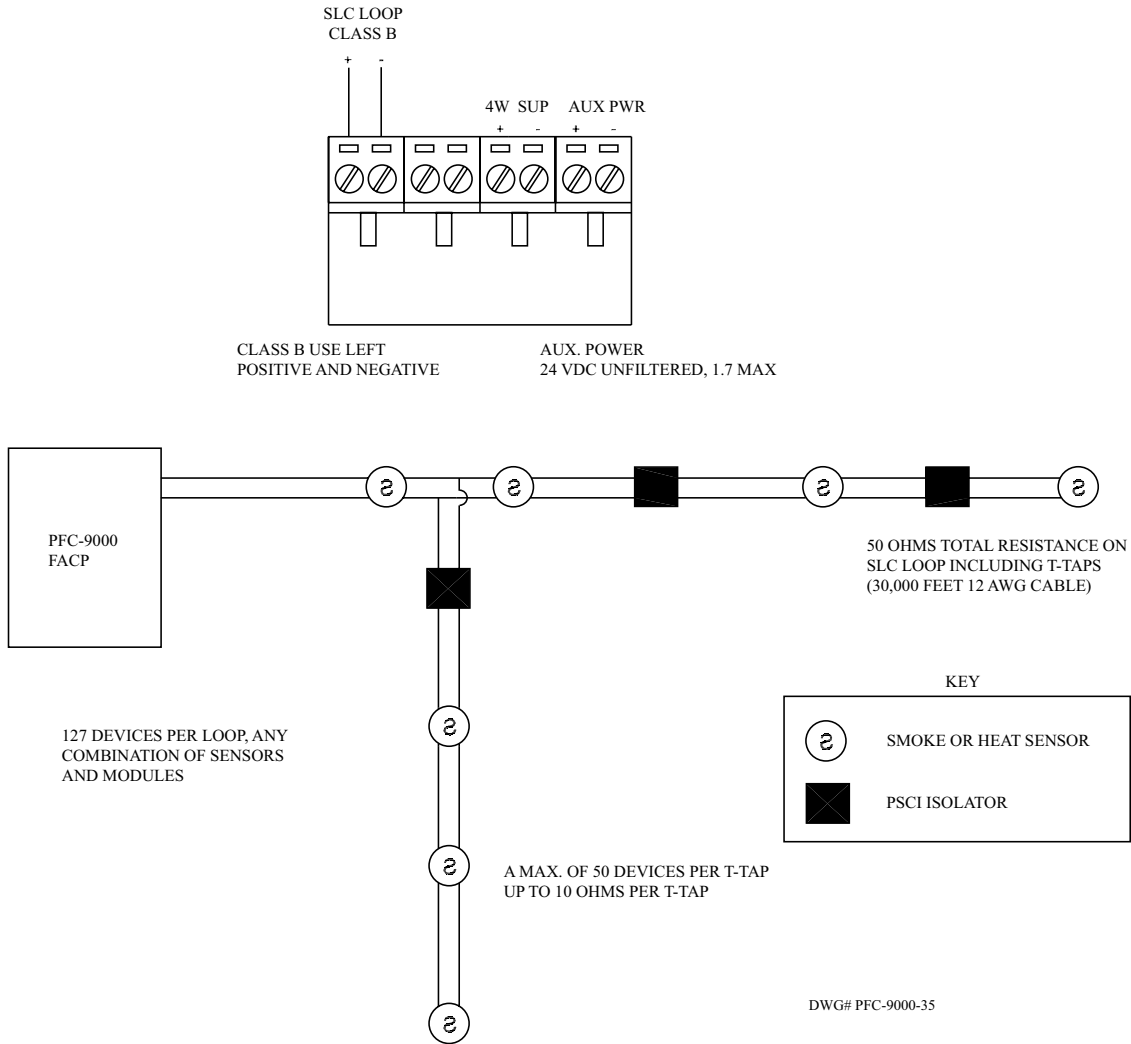 SLC LOOP
CLASS B
+ -
4W SUP AUX PWR
+ - + -
CLASS B USE LEFT
POSITIVE AND NEGATIVE
AUX. POWER
24 VDC UNFILTERED, 1.7 MAX
PFC-9000
FACP
S S S S
50 OHMS TOTAL RESISTANCE ON
SLC LOOP INCLUDING T-TAPS
(30,000 FEET 12 AWG CABLE)
127 DEVICES PER LOOP, ANY
COMBINATION OF SENSORS
AND MODULES
S
S
S
A MAX. OF 50 DEVICES PER T-TAP
UP TO 10 OHMS PER T-TAP
KEY
S SMOKE OR HEAT SENSOR
PSCI ISOLATOR
DWG# PFC-9000-35